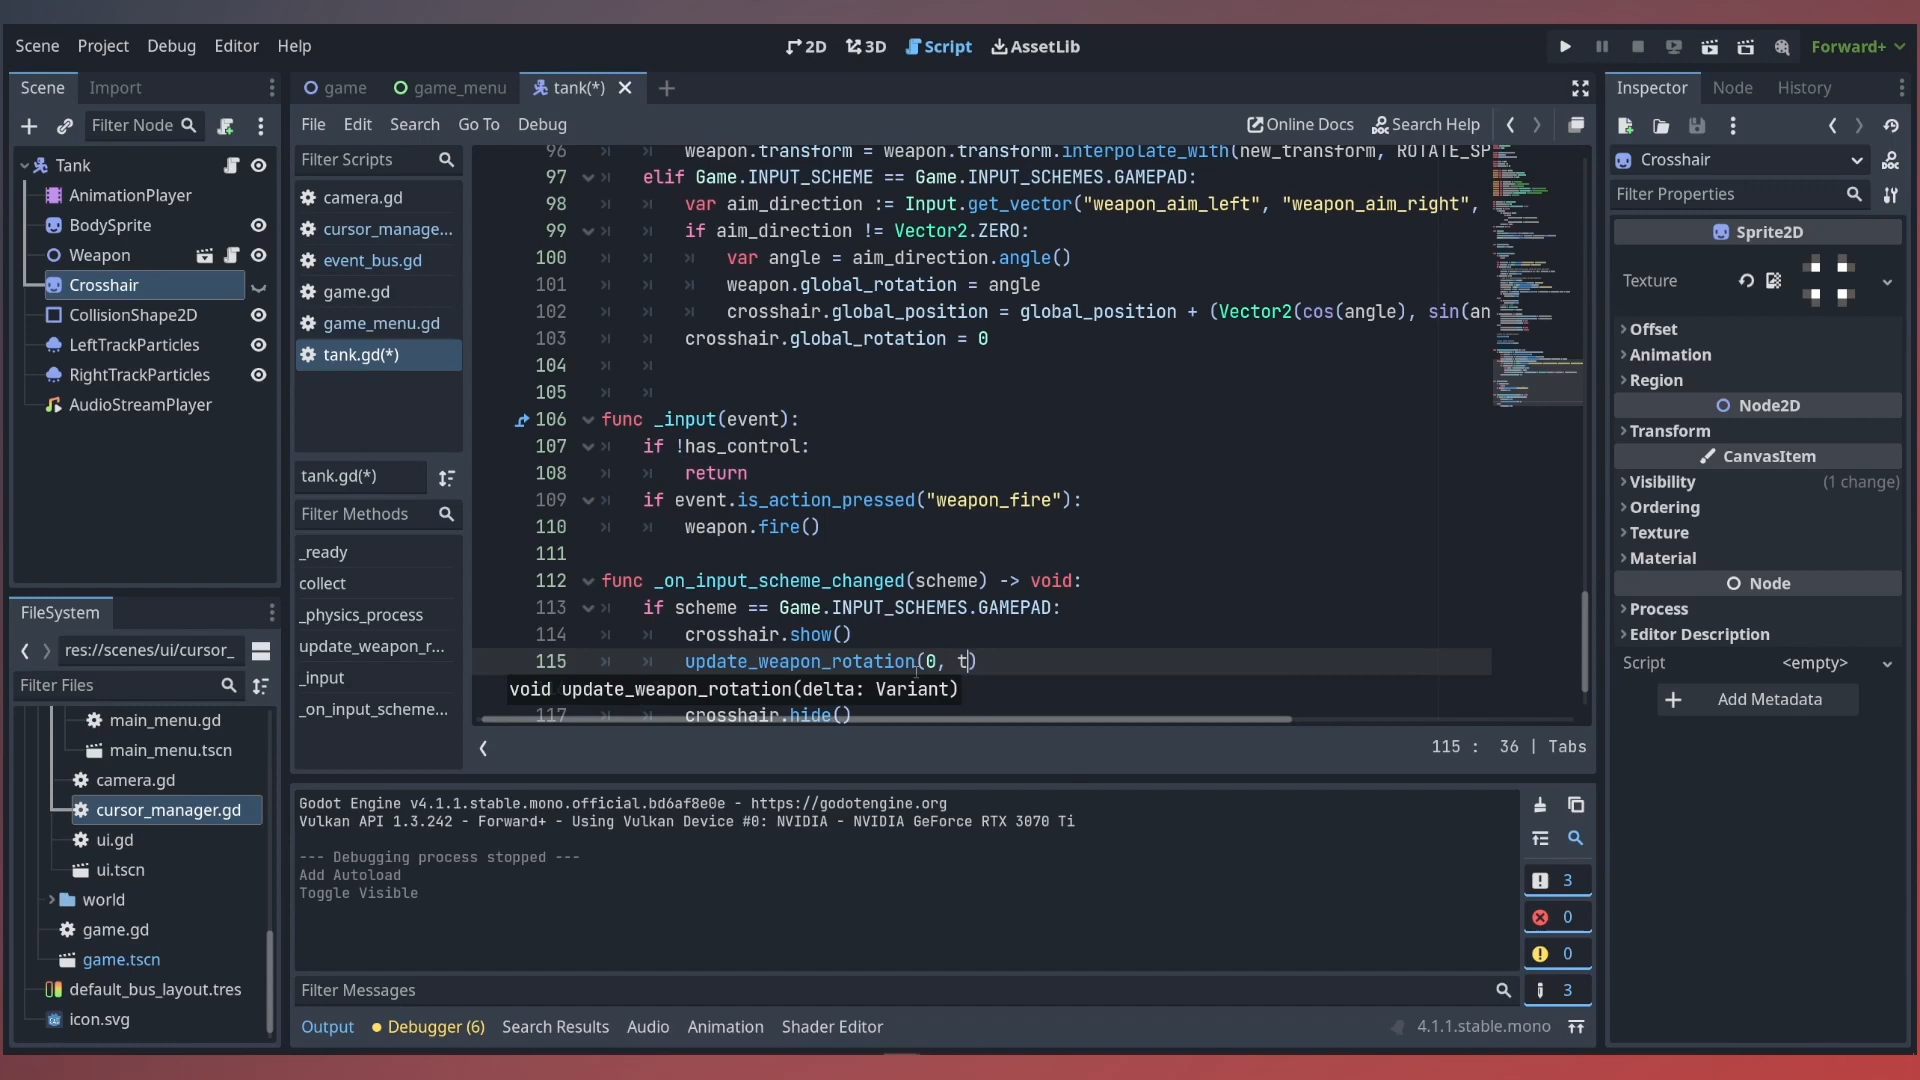 Scene Project Debug Editor Help
2D 3D Script AssetLib
Forward+
Scene Import
Filter Node
Tank
AnimationPlayer
BodySprite
Weapon
Crosshair
CollisionShape2D
LeftTrackParticles
RightTrackParticles
AudioStreamPlayer
FileSystem
res://scenes/ui/cursor_
Filter Files
main_menu.gd
main_menu.tscn
camera.gd
cursor_manager.gd
ui.gd
ui.tscn
world
game.gd
game.tscn
default_bus_layout.tres
icon.svg
game game_menu tank(*)
File Edit Search Go To Debug
Online Docs Search Help
Filter Scripts
camera.gd
cursor_manage...
event_bus.gd
game.gd
game_menu.gd
tank.gd(*)
tank.gd(*)
Filter Methods
_ready
collect
_physics_process
update_weapon_r...
_input
_on_input_scheme...
96 weapon.transform = weapon.transform.interpolate_with(new_transform, ROTATE_SP
97 elif Game.INPUT_SCHEME == Game.INPUT_SCHEMES.GAMEPAD:
98 var aim_direction := Input.get_vector("weapon_aim_left", "weapon_aim_right",
99 if aim_direction != Vector2.ZERO:
100 var angle = aim_direction.angle()
101 weapon.global_rotation = angle
102 crosshair.global_position = global_position + (Vector2(cos(angle), sin(an
103 crosshair.global_rotation = 0
104
105
106 func _input(event):
107 if !has_control:
108 return
109 if event.is_action_pressed("weapon_fire"):
110 weapon.fire()
111
112 func _on_input_scheme_changed(scheme) -> void:
113 if scheme == Game.INPUT_SCHEMES.GAMEPAD:
114 crosshair.show()
115 update_weapon_rotation(0, t)
void update_weapon_rotation(delta: Variant)
117 crosshair.hide()
115 : 36 | Tabs
Godot Engine v4.1.1.stable.mono.official.bd6af8e0e - https://godotengine.org
Vulkan API 1.3.242 - Forward+ - Using Vulkan Device #0: NVIDIA - NVIDIA GeForce RTX 3070 Ti
--- Debugging process stopped ---
Add Autoload
Toggle Visible
3
0
0
3
Filter Messages
Output Debugger (6) Search Results Audio Animation Shader Editor
4.1.1.stable.mono
Inspector Node History
Crosshair
Filter Properties
Sprite2D
Texture
Offset
Animation
Region
Node2D
Transform
CanvasItem
Visibility (1 change)
Ordering
Texture
Material
Node
Process
Editor Description
Script <empty>
Add Metadata